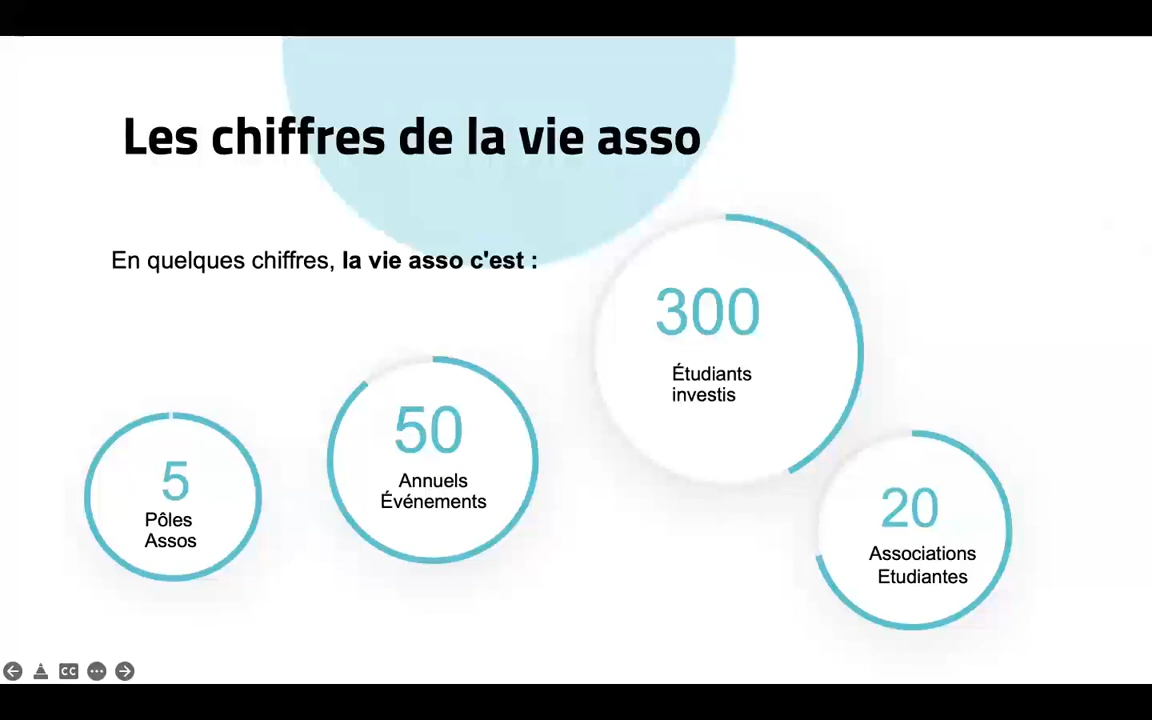 Les chiffres de la vie asso
En quelques chiffres, la vie asso c'est :
5
Pôles
Assos
50
Annuels
Événements
300
Étudiants
investis
20
Associations
Etudiantes
CC